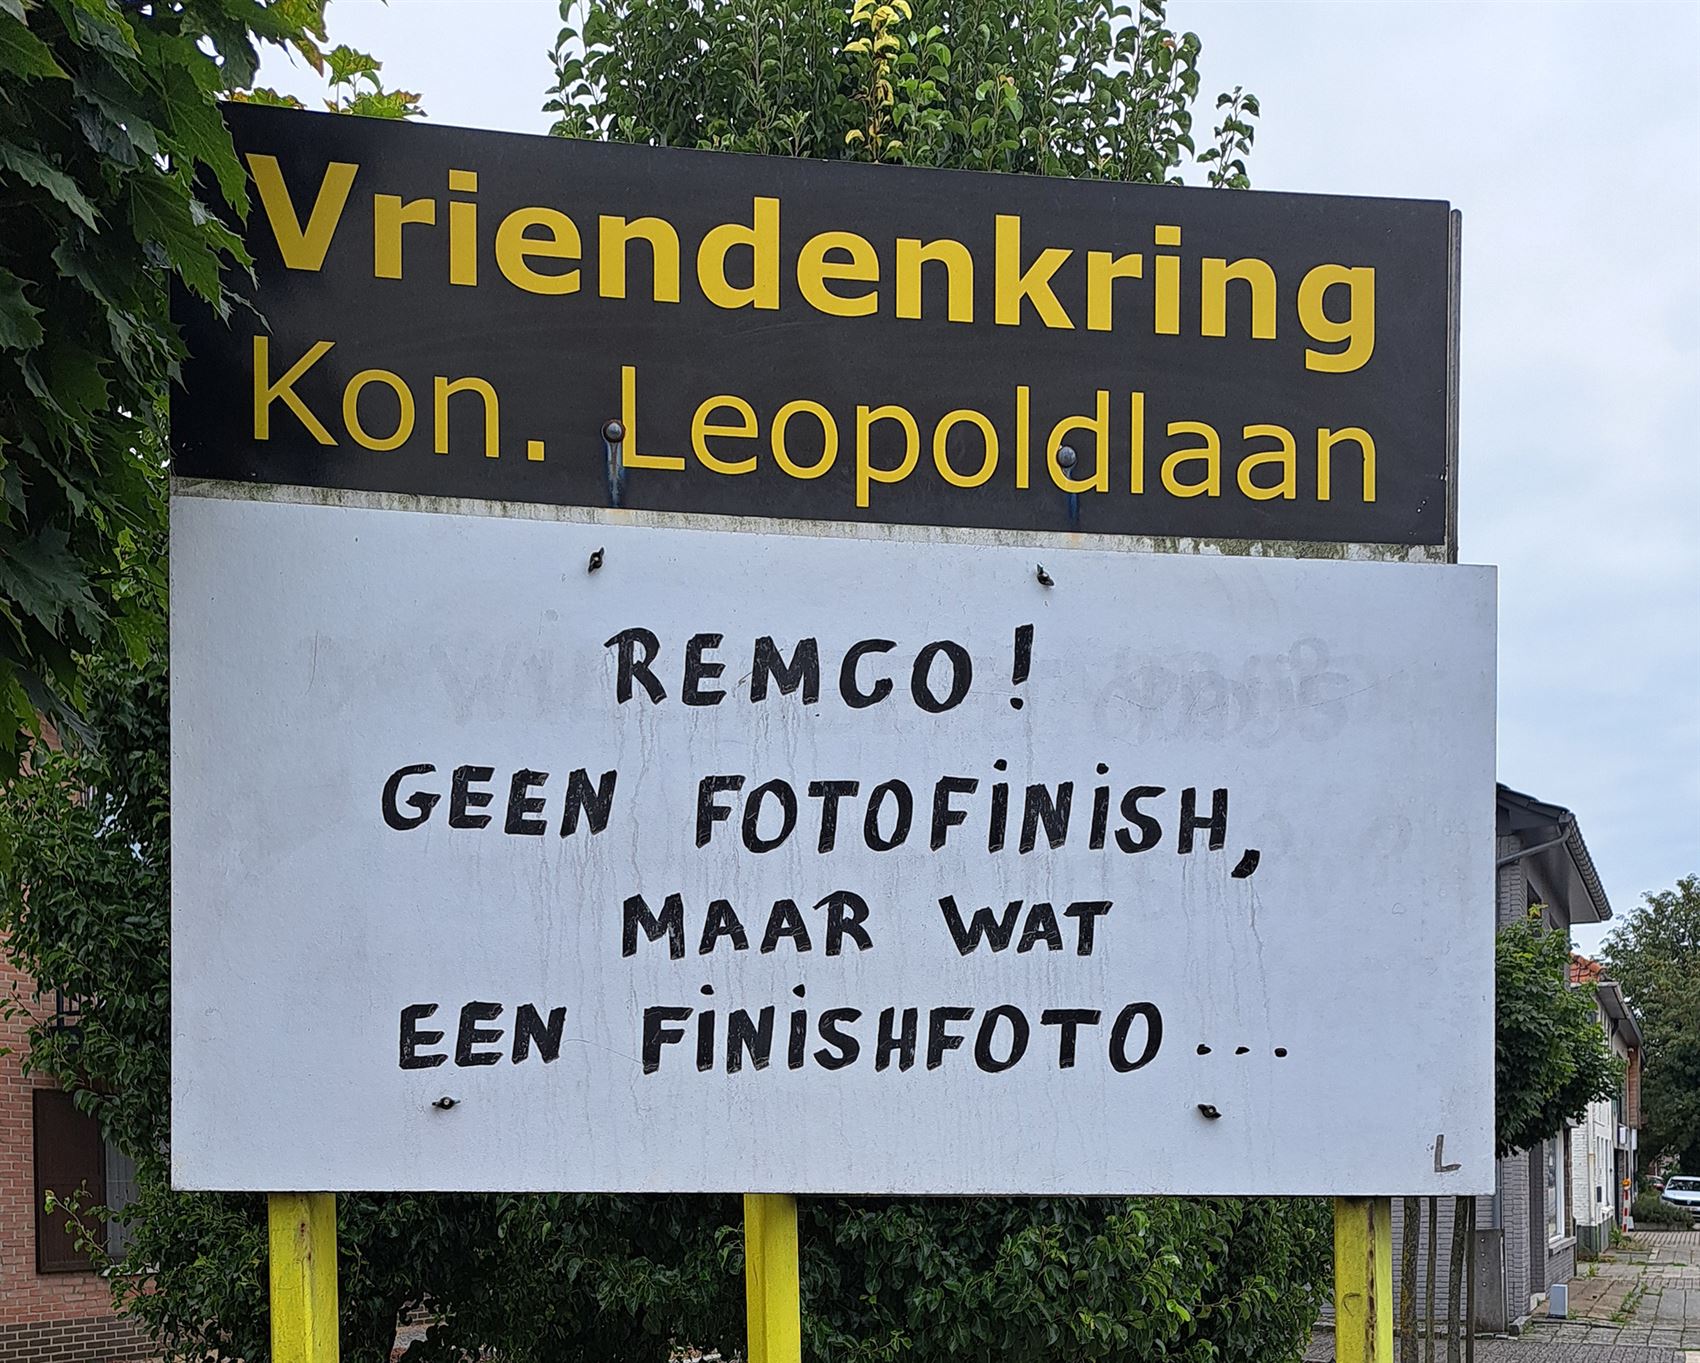 Vriendenkring
Kon. Leopoldlaan
REMCO!
GEEN FOTOFINISH,
MAAR WAT
EEN FINISHFOTO...
L